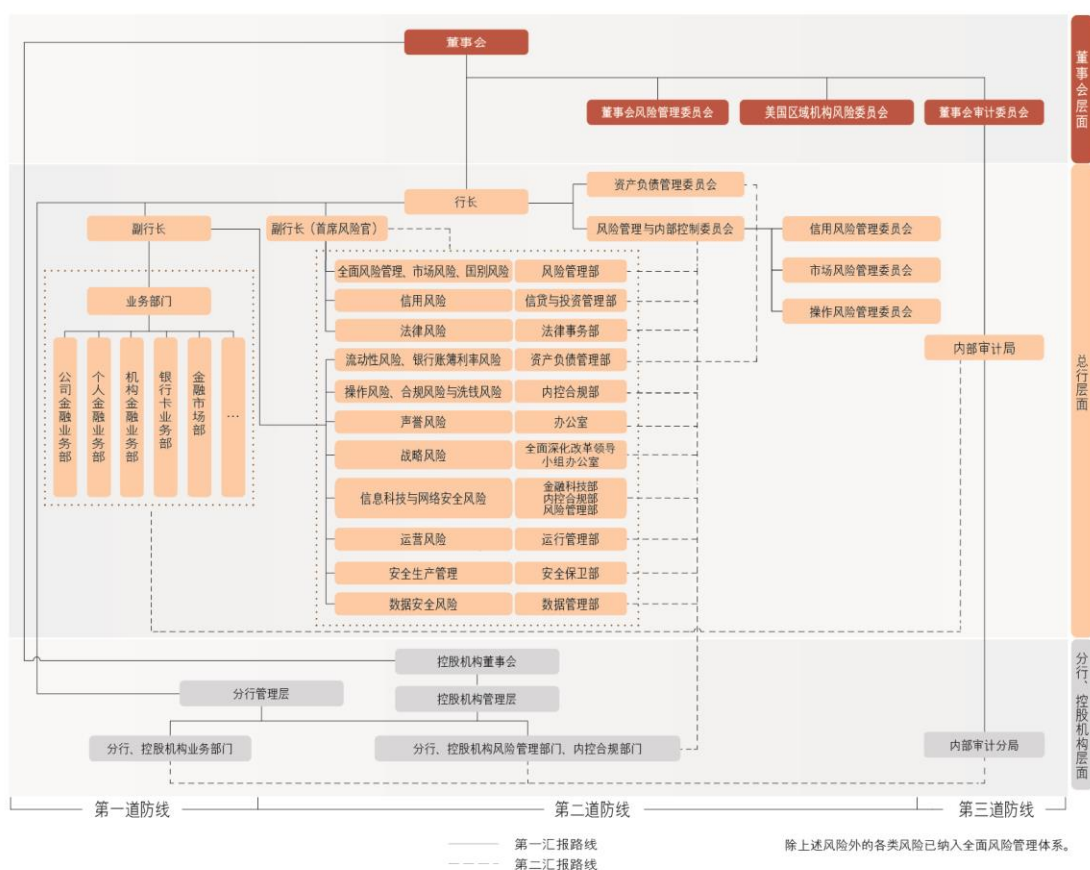 董事会
董事会层面
董事会风险管理委员会
美国区域机构风险委员会
董事会审计委员会
总行层面
资产负债管理委员会
行长
副行长
副行长（首席风险官）
风险管理与内部控制委员会
信用风险管理委员会
市场风险管理委员会
操作风险管理委员会
内部审计局
业务部门
公司金融业务部
个人金融业务部
机构金融业务部
银行卡业务部
金融市场部
…
全面风险管理、市场风险、国别风险
风险管理部
信用风险
信贷与投资管理部
法律风险
法律事务部
流动性风险、银行账簿利率风险
资产负债管理部
操作风险、合规风险与洗钱风险
内控合规部
声誉风险
办公室
战略风险
全面深化改革领导
小组办公室
信息科技与网络安全风险
金融科技部
内控合规部
风险管理部
运营风险
运行管理部
安全生产管理
安全保卫部
数据安全风险
数据管理部
分行、控股机构层面
控股机构董事会
分行管理层
控股机构管理层
分行、控股机构业务部门
分行、控股机构风险管理部门、内控合规部门
内部审计分局
第一道防线
第二道防线
第三道防线
第一汇报路线
第二汇报路线
除上述风险外的各类风险已纳入全面风险管理体系。